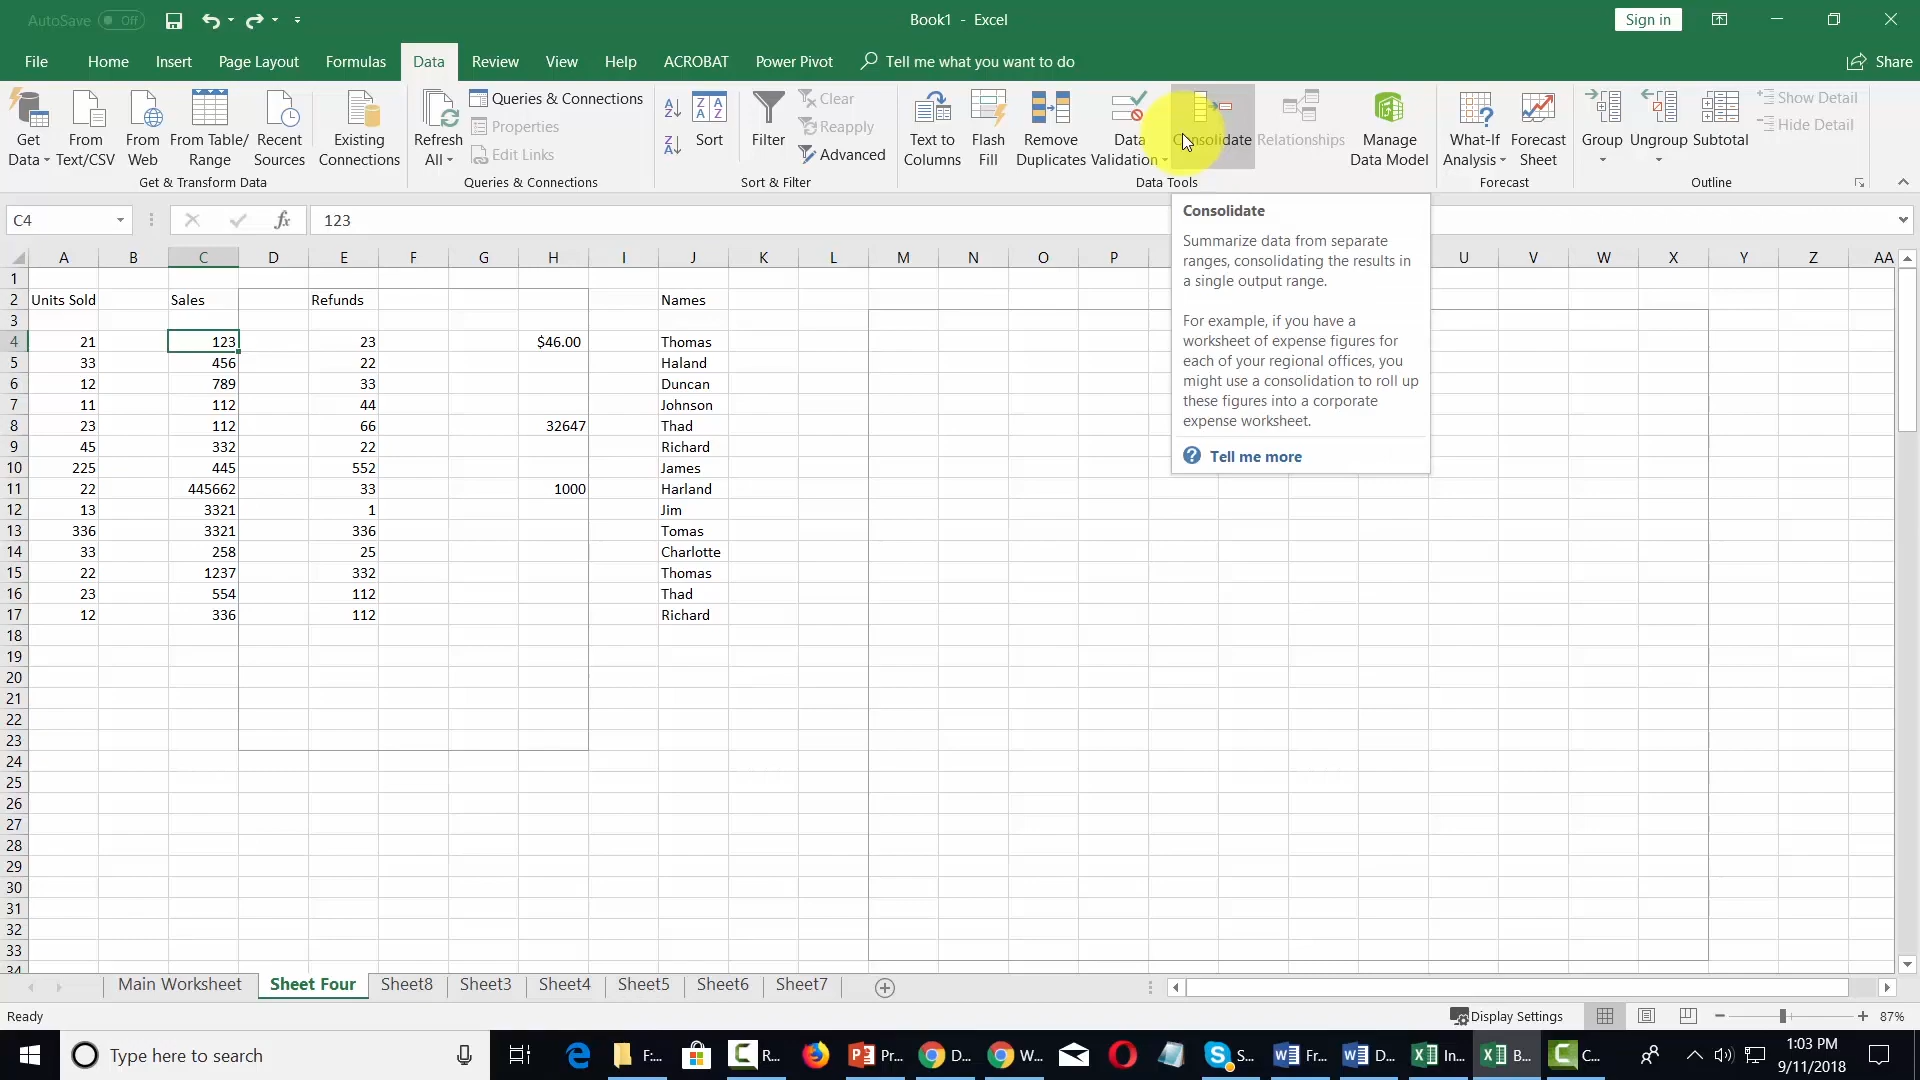 AutoSave Off
Book1 - Excel
Sign in
File Home Insert Page Layout Formulas Data Review View Help ACROBAT Power Pivot Tell me what you want to do Share
Get Data
From Text/CSV
From Web
From Table/ Range
Recent Sources
Existing Connections
Get & Transform Data
Refresh All
Queries & Connections
Properties
Edit Links
Queries & Connections
Sort
Filter
Clear
Reapply
Advanced
Sort & Filter
Text to Columns
Flash Fill
Remove Duplicates
Data Validation
Consolidate
Relationships
Manage Data Model
Data Tools
What-If Analysis
Forecast Sheet
Forecast
Group
Ungroup
Subtotal
Show Detail
Hide Detail
Outline
C4 fx 123
Consolidate
Summarize data from separate
ranges, consolidating the results in
a single output range.
For example, if you have a
worksheet of expense figures for
each of your regional offices, you
might use a consolidation to roll up
these figures into a corporate
expense worksheet.
? Tell me more
A B C D E F G H I J K L M N O P U V W X Y Z AA
1
2 Units Sold Sales Refunds Names
3
4 21 123 23 $46.00 Thomas
5 33 456 22 Haland
6 12 789 33 Duncan
7 11 112 44 Johnson
8 23 112 66 32647 Thad
9 45 332 22 Richard
10 225 445 552 James
11 22 445662 33 1000 Harland
12 13 3321 1 Jim
13 336 3321 336 Tomas
14 33 258 25 Charlotte
15 22 1237 332 Thomas
16 23 554 112 Thad
17 12 336 112 Richard
18
19
20
21
22
23
24
25
26
27
28
29
30
31
32
33
34
Main Worksheet Sheet Four Sheet8 Sheet3 Sheet4 Sheet5 Sheet6 Sheet7
Ready Display Settings 87%
Type here to search F:... R... Pr... D... W... S... Fr... D... In... B... C... 1:03 PM
9/11/2018